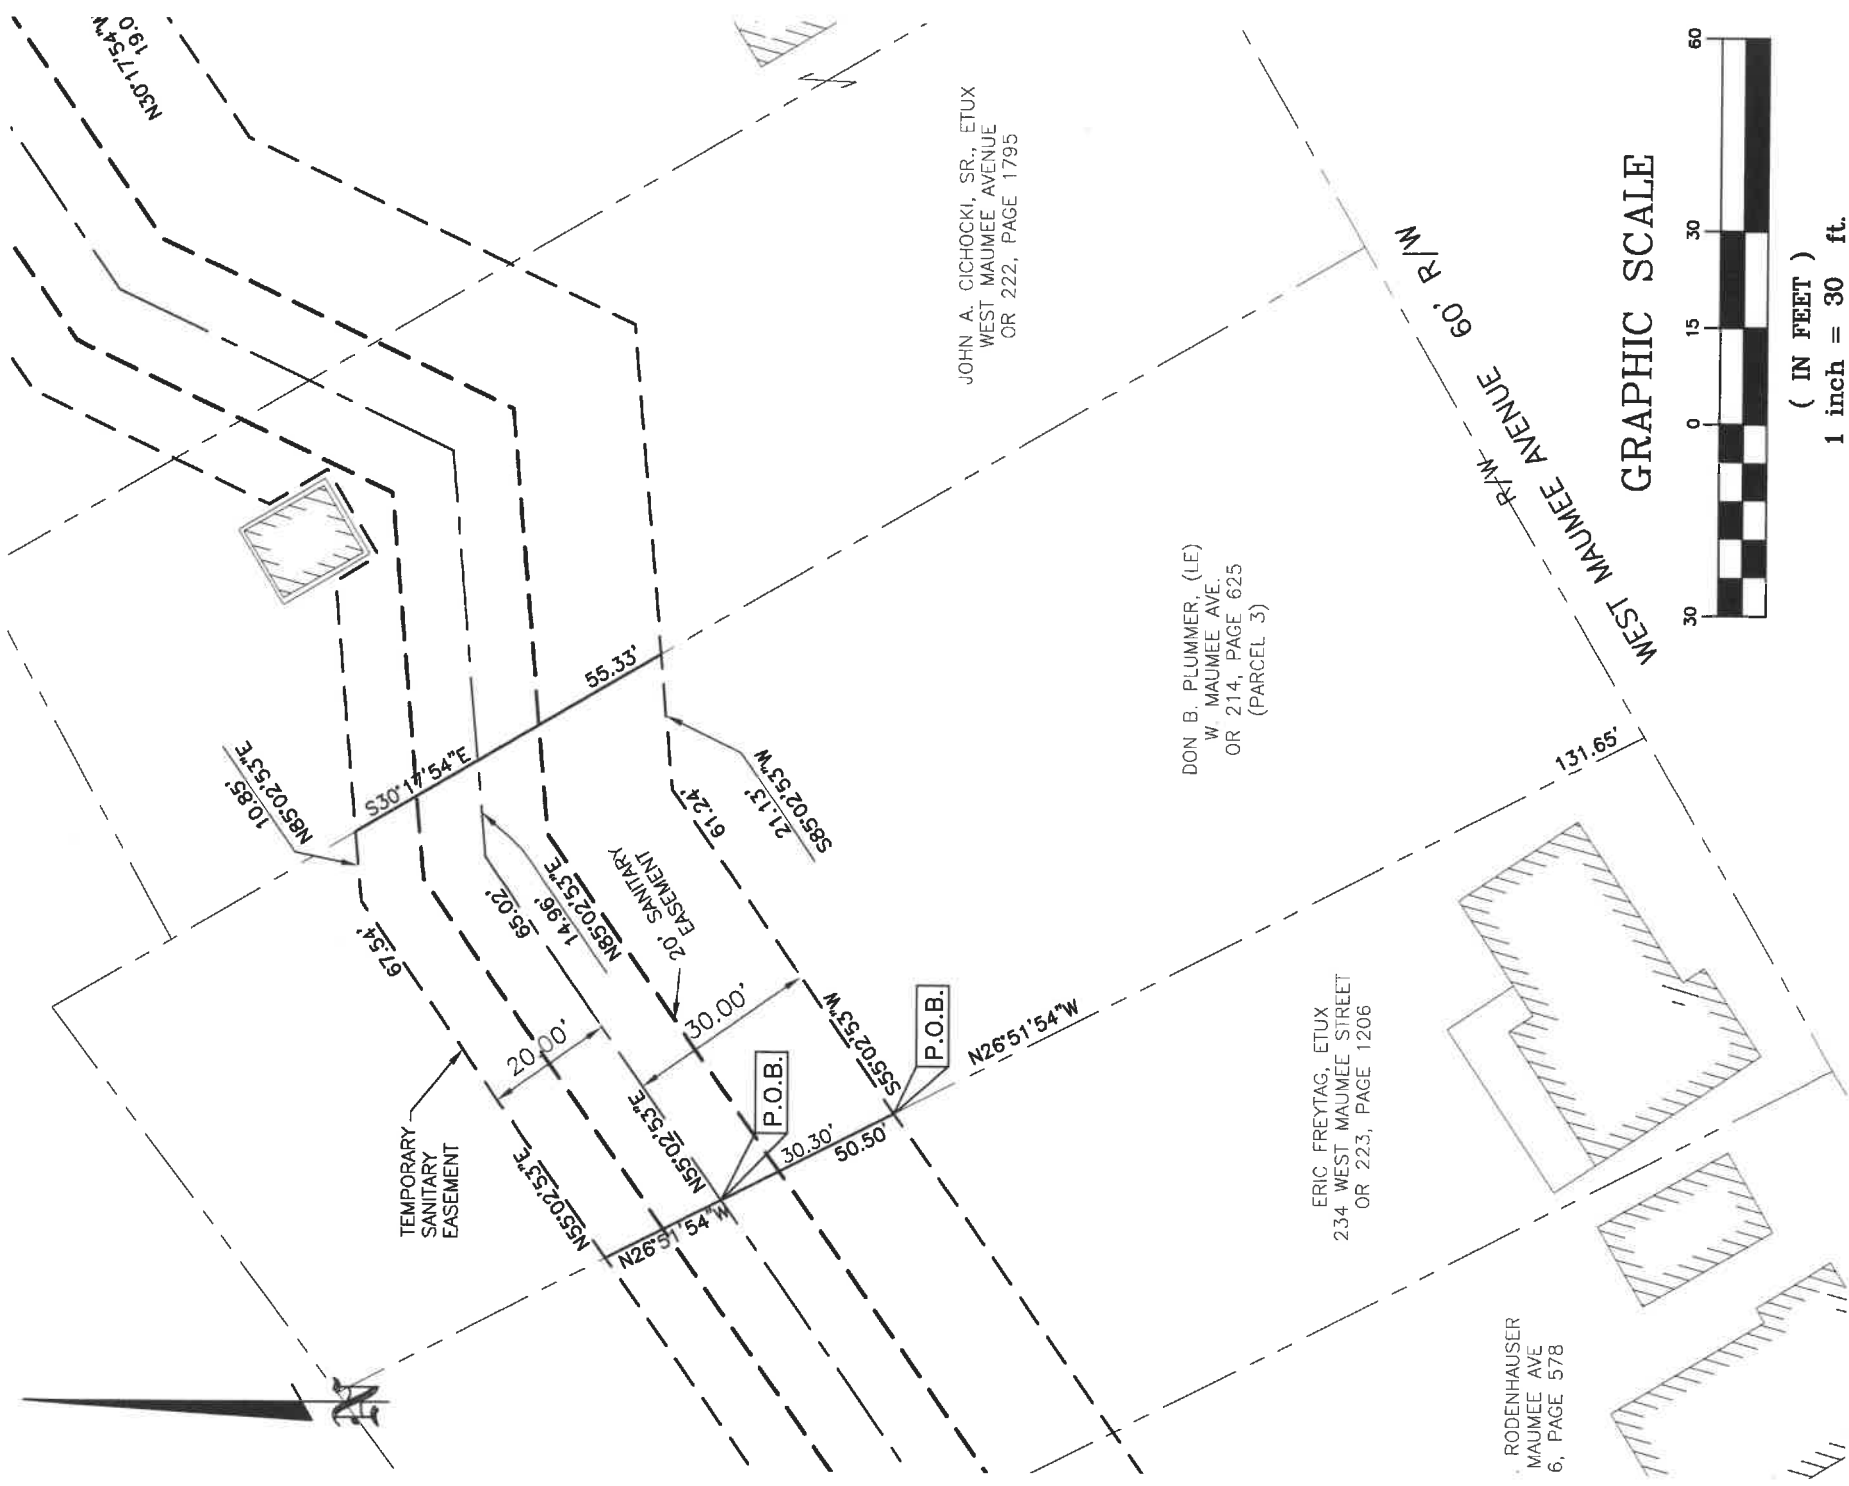 N30°17'54"W
19.0
JOHN A. CICHOCKI, SR., ETUX
WEST MAUMEE AVENUE
OR 222, PAGE 1795
N85°02'53"E
10.85'
S30°17'54"E
55.33'
67.54'
65.02'
14.96'
N85°02'53"E
61.24'
21.13'
S85°02'53"W
20' SANITARY
EASEMENT
TEMPORARY
SANITARY
EASEMENT
20.00'
30.00'
N55°02'53"E
N55°02'53"E
S55°02'53"W
N26°51'54"W
P.O.B.
P.O.B.
30.30'
50.50'
N26°51'54"W
131.65'
DON B. PLUMMER, (LE)
W. MAUMEE AVE.
OR 214, PAGE 625
(PARCEL 3)
ERIC FREYTAG, ETUX
234 WEST MAUMEE STREET
OR 223, PAGE 1206
RODENHAUSER
MAUMEE AVE
6, PAGE 578
R/W
WEST MAUMEE AVENUE 60' R/W
GRAPHIC SCALE
30 0 15 30 60
( IN FEET )
1 inch = 30 ft.
N